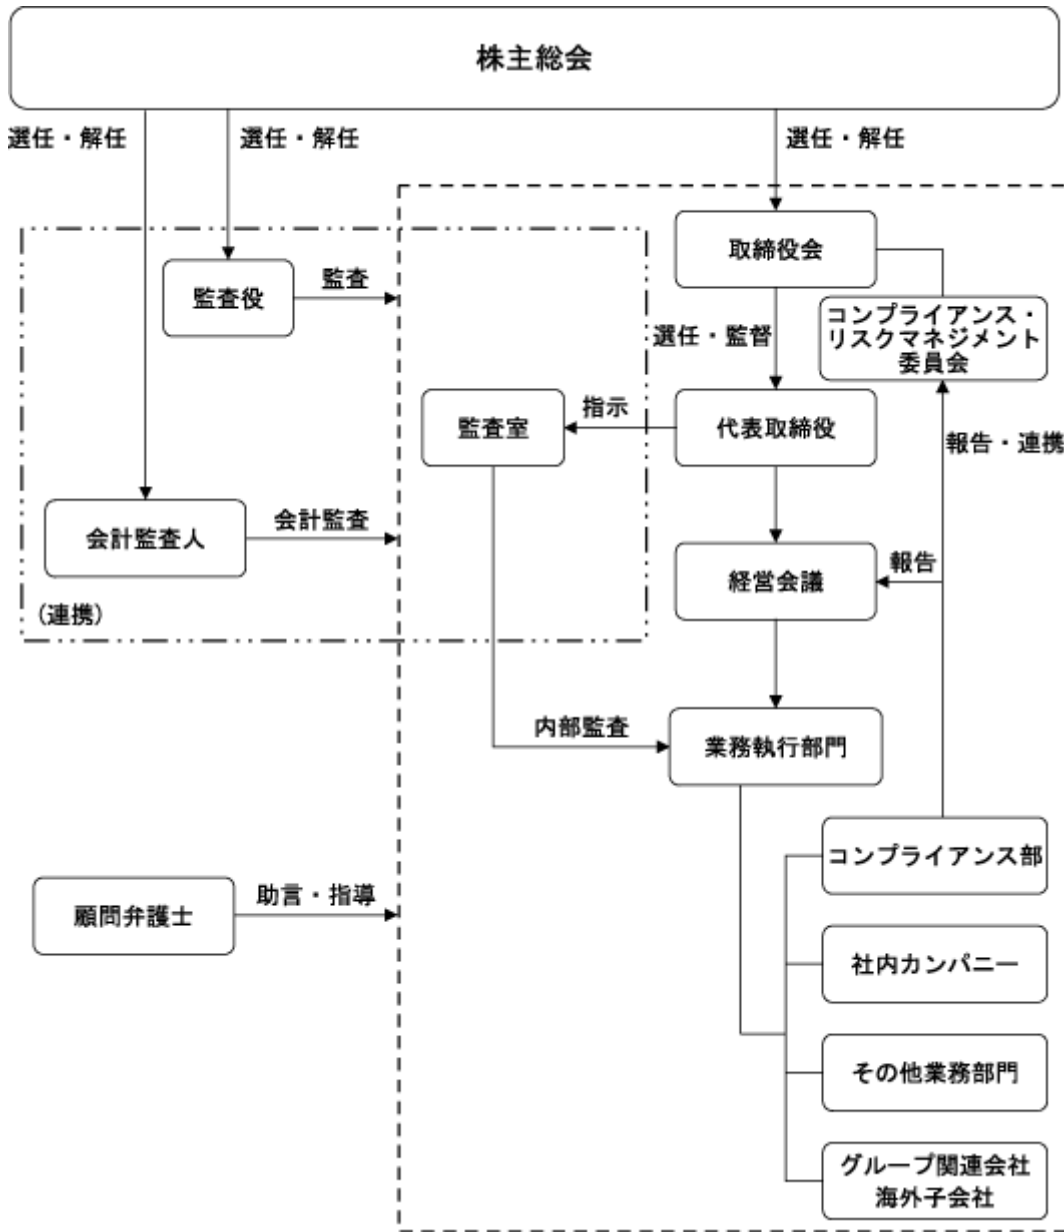 株主総会
選任・解任
選任・解任
選任・解任
取締役会
監査役
監査
コンプライアンス・
リスクマネジメント
委員会
選任・監督
監査室
指示
代表取締役
報告・連携
会計監査人
会計監査
経営会議
報告
(連携)
内部監査
業務執行部門
コンプライアンス部
顧問弁護士
助言・指導
社内カンパニー
その他業務部門
グループ関連会社
海外子会社